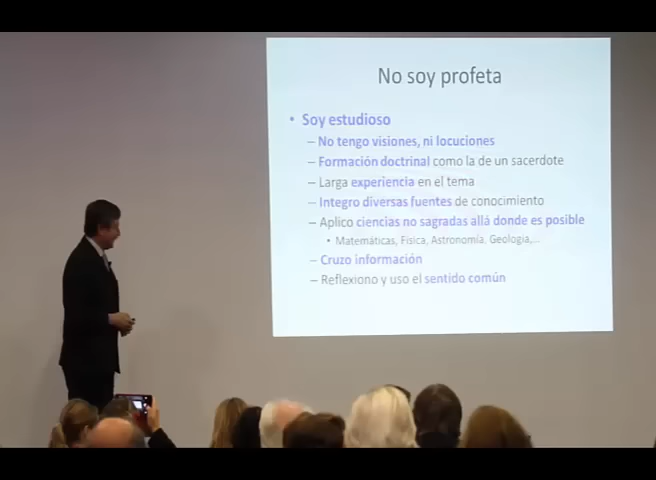 No soy profeta
• Soy estudioso
– No tengo visiones, ni locuciones
– Formación doctrinal como la de un sacerdote
– Larga experiencia en el tema
– Integro diversas fuentes de conocimiento
– Aplico ciencias no sagradas allá donde es posible
• Matemáticas, Física, Astronomía, Geología,...
– Cruzo información
– Reflexiono y uso el sentido común